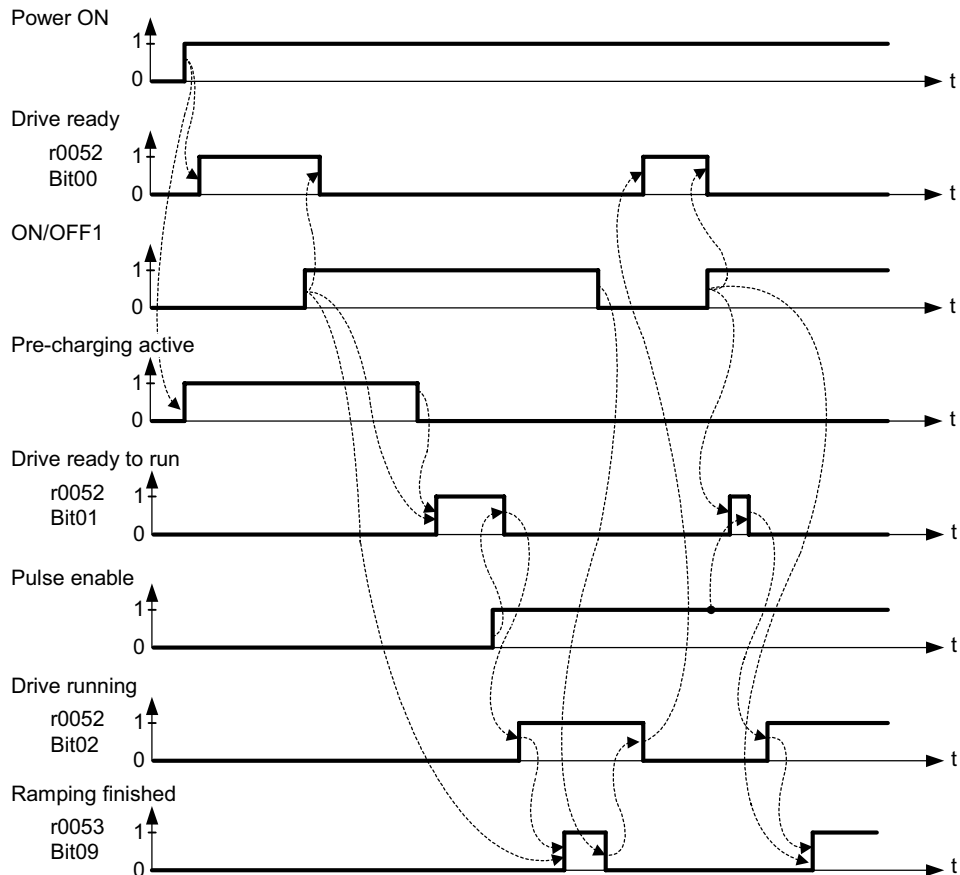 Power ON
1
0
t
Drive ready
r0052
Bit00
1
0
t
ON/OFF1
1
0
t
Pre-charging active
1
0
t
Drive ready to run
r0052
Bit01
1
0
t
Pulse enable
1
0
t
Drive running
r0052
Bit02
1
0
t
Ramping finished
r0053
Bit09
1
0
t